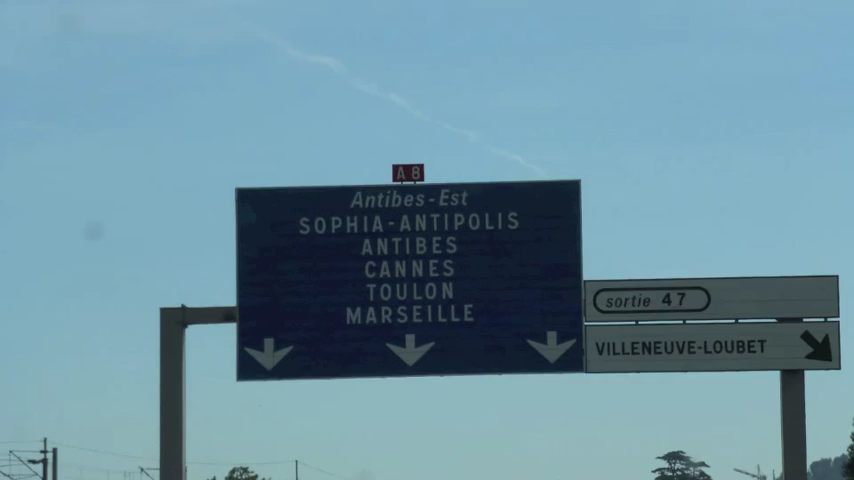 A 8
Antibes-Est
SOPHIA-ANTIPOLIS
ANTIBES
CANNES
TOULON
MARSEILLE
sortie 47
VILLENEUVE-LOUBET